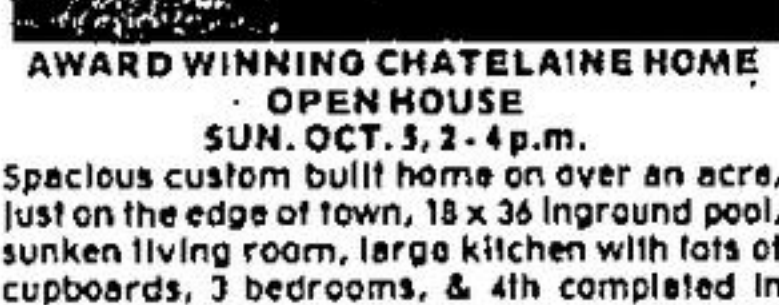 AWARD WINNING CHATELAINE HOME
OPEN HOUSE
SUN. OCT. 5, 2 - 4 p.m.
Spacious custom built home on over an acre,
just on the edge of town, 18 x 36 inground pool,
sunken living room, large kitchen with lots of
cupboards, 3 bedrooms, & 4th completed in